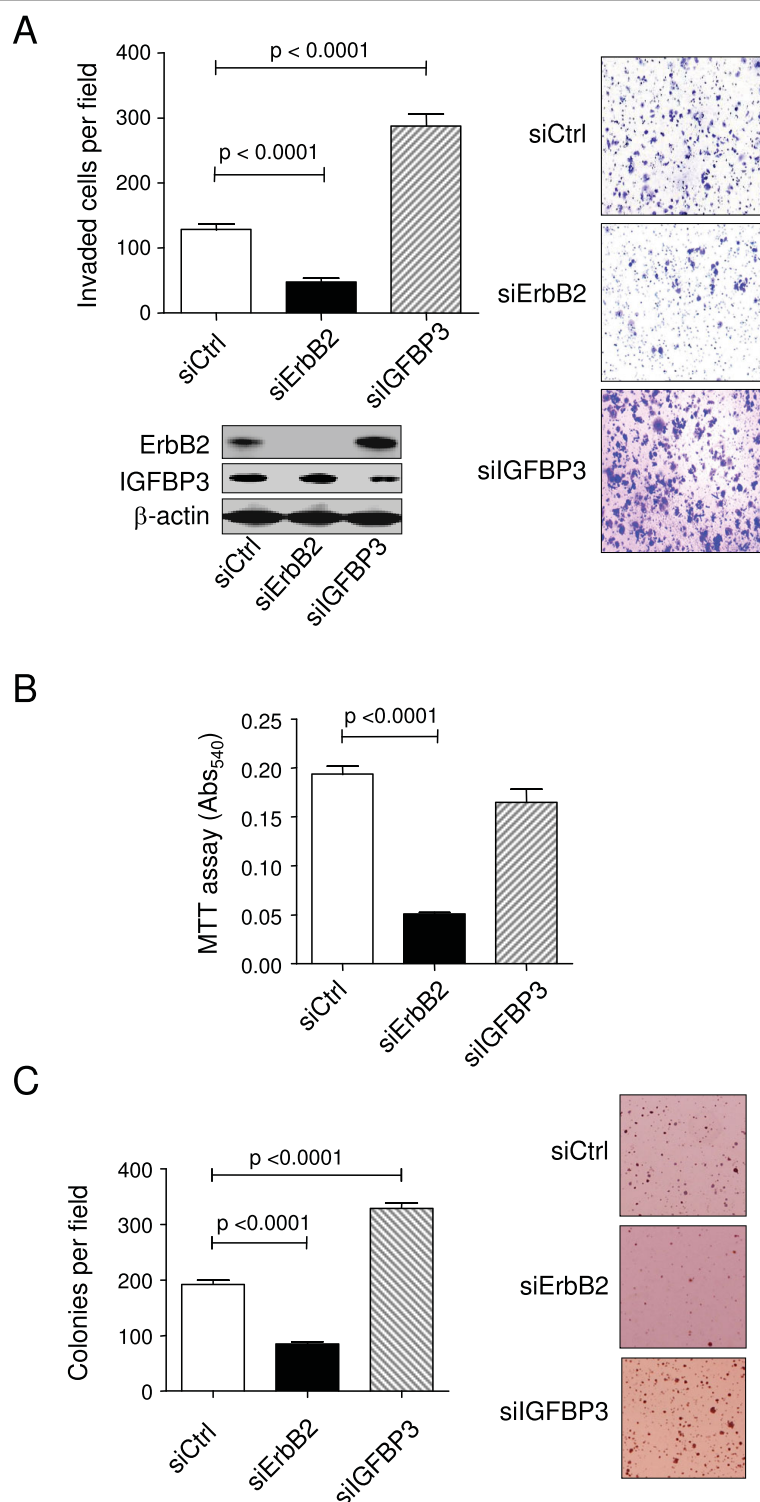 A
Invaded cells per field
400
300
200
100
0
p < 0.0001
p < 0.0001
siCtrl
siErbB2
siIGFBP3
ErbB2
IGFBP3
β-actin
siCtrl
siErbB2
siIGFBP3
siCtrl
siErbB2
siIGFBP3
B
MTT assay (Abs₅₄₀)
0.25
0.20
0.15
0.10
0.05
0.00
p <0.0001
siCtrl
siErbB2
siIGFBP3
C
Colonies per field
400
300
200
100
0
p <0.0001
p <0.0001
siCtrl
siErbB2
siIGFBP3
siCtrl
siErbB2
siIGFBP3